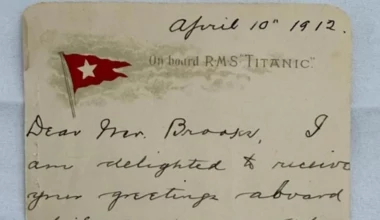 April 10th 1912.
On board R.M.S. "TITANIC".
Dear Mr. Brooks, I
am delighted to receive
your greetings aboard